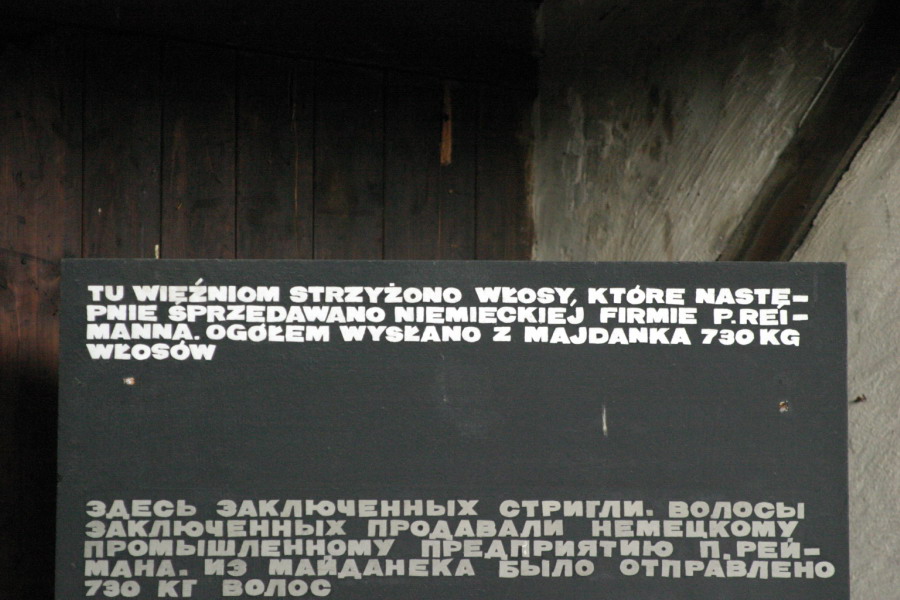 TU WIĘŹNIOM STRZYŻONO WŁOSY, KTÓRE NASTĘ-
PNIE SPRZEDAWANO NIEMIECKIEJ FIRMIE P.REI-
MANNA. OGÓŁEM WYSŁANO Z MAJDANKA 730 KG
WŁOSÓW
ЗДЕСЬ ЗАКЛЮЧЕННЫХ СТРИГЛИ. ВОЛОСЫ
ЗАКЛЮЧЕННЫХ ПРОДАВАЛИ НЕМЕЦКОМУ
ПРОМЫШЛЕННОМУ ПРЕДПРИЯТИЮ П.РЕЙ-
МАНА. ИЗ МАЙДАНЕКА БЫЛО ОТПРАВЛЕНО
730 КГ ВОЛОС